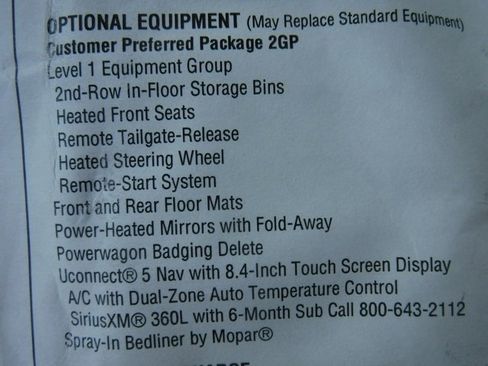 OPTIONAL EQUIPMENT (May Replace Standard Equipment)
Customer Preferred Package 2GP
Level 1 Equipment Group
2nd-Row In-Floor Storage Bins
Heated Front Seats
Remote Tailgate-Release
Heated Steering Wheel
Remote-Start System
Front and Rear Floor Mats
Power-Heated Mirrors with Fold-Away
Powerwagon Badging Delete
Uconnect® 5 Nav with 8.4-Inch Touch Screen Display
A/C with Dual-Zone Auto Temperature Control
SiriusXM® 360L with 6-Month Sub Call 800-643-2112
Spray-In Bedliner by Mopar®